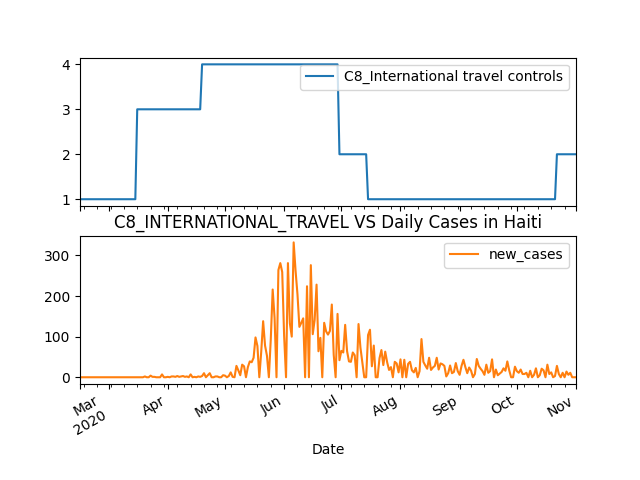 4
3
2
1
C8_International travel controls
C8_INTERNATIONAL_TRAVEL VS Daily Cases in Haiti
300
200
100
0
new_cases
Mar
2020
Apr
May
Jun
Jul
Aug
Sep
Oct
Nov
Date